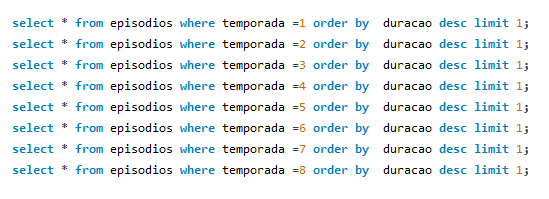 select * from episodios where temporada =1 order by  duracao desc limit 1;
select * from episodios where temporada =2 order by  duracao desc limit 1;
select * from episodios where temporada =3 order by  duracao desc limit 1;
select * from episodios where temporada =4 order by  duracao desc limit 1;
select * from episodios where temporada =5 order by  duracao desc limit 1;
select * from episodios where temporada =6 order by  duracao desc limit 1;
select * from episodios where temporada =7 order by  duracao desc limit 1;
select * from episodios where temporada =8 order by  duracao desc limit 1;